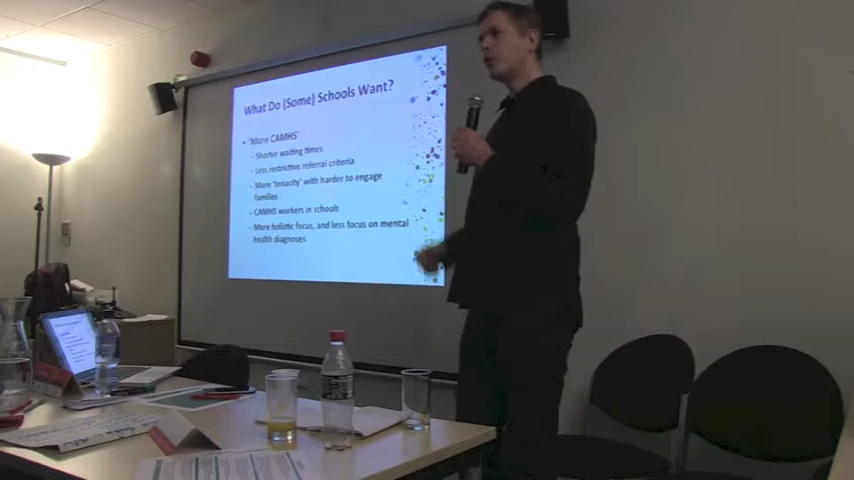 What Do (Some) Schools Want?
• 'More CAMHS'
• Shorter waiting times
• Less restrictive referral criteria
• More 'tenacity' with harder to engage
families
• CAMHS workers in schools
• More holistic focus, and less focus on mental
health diagnoses